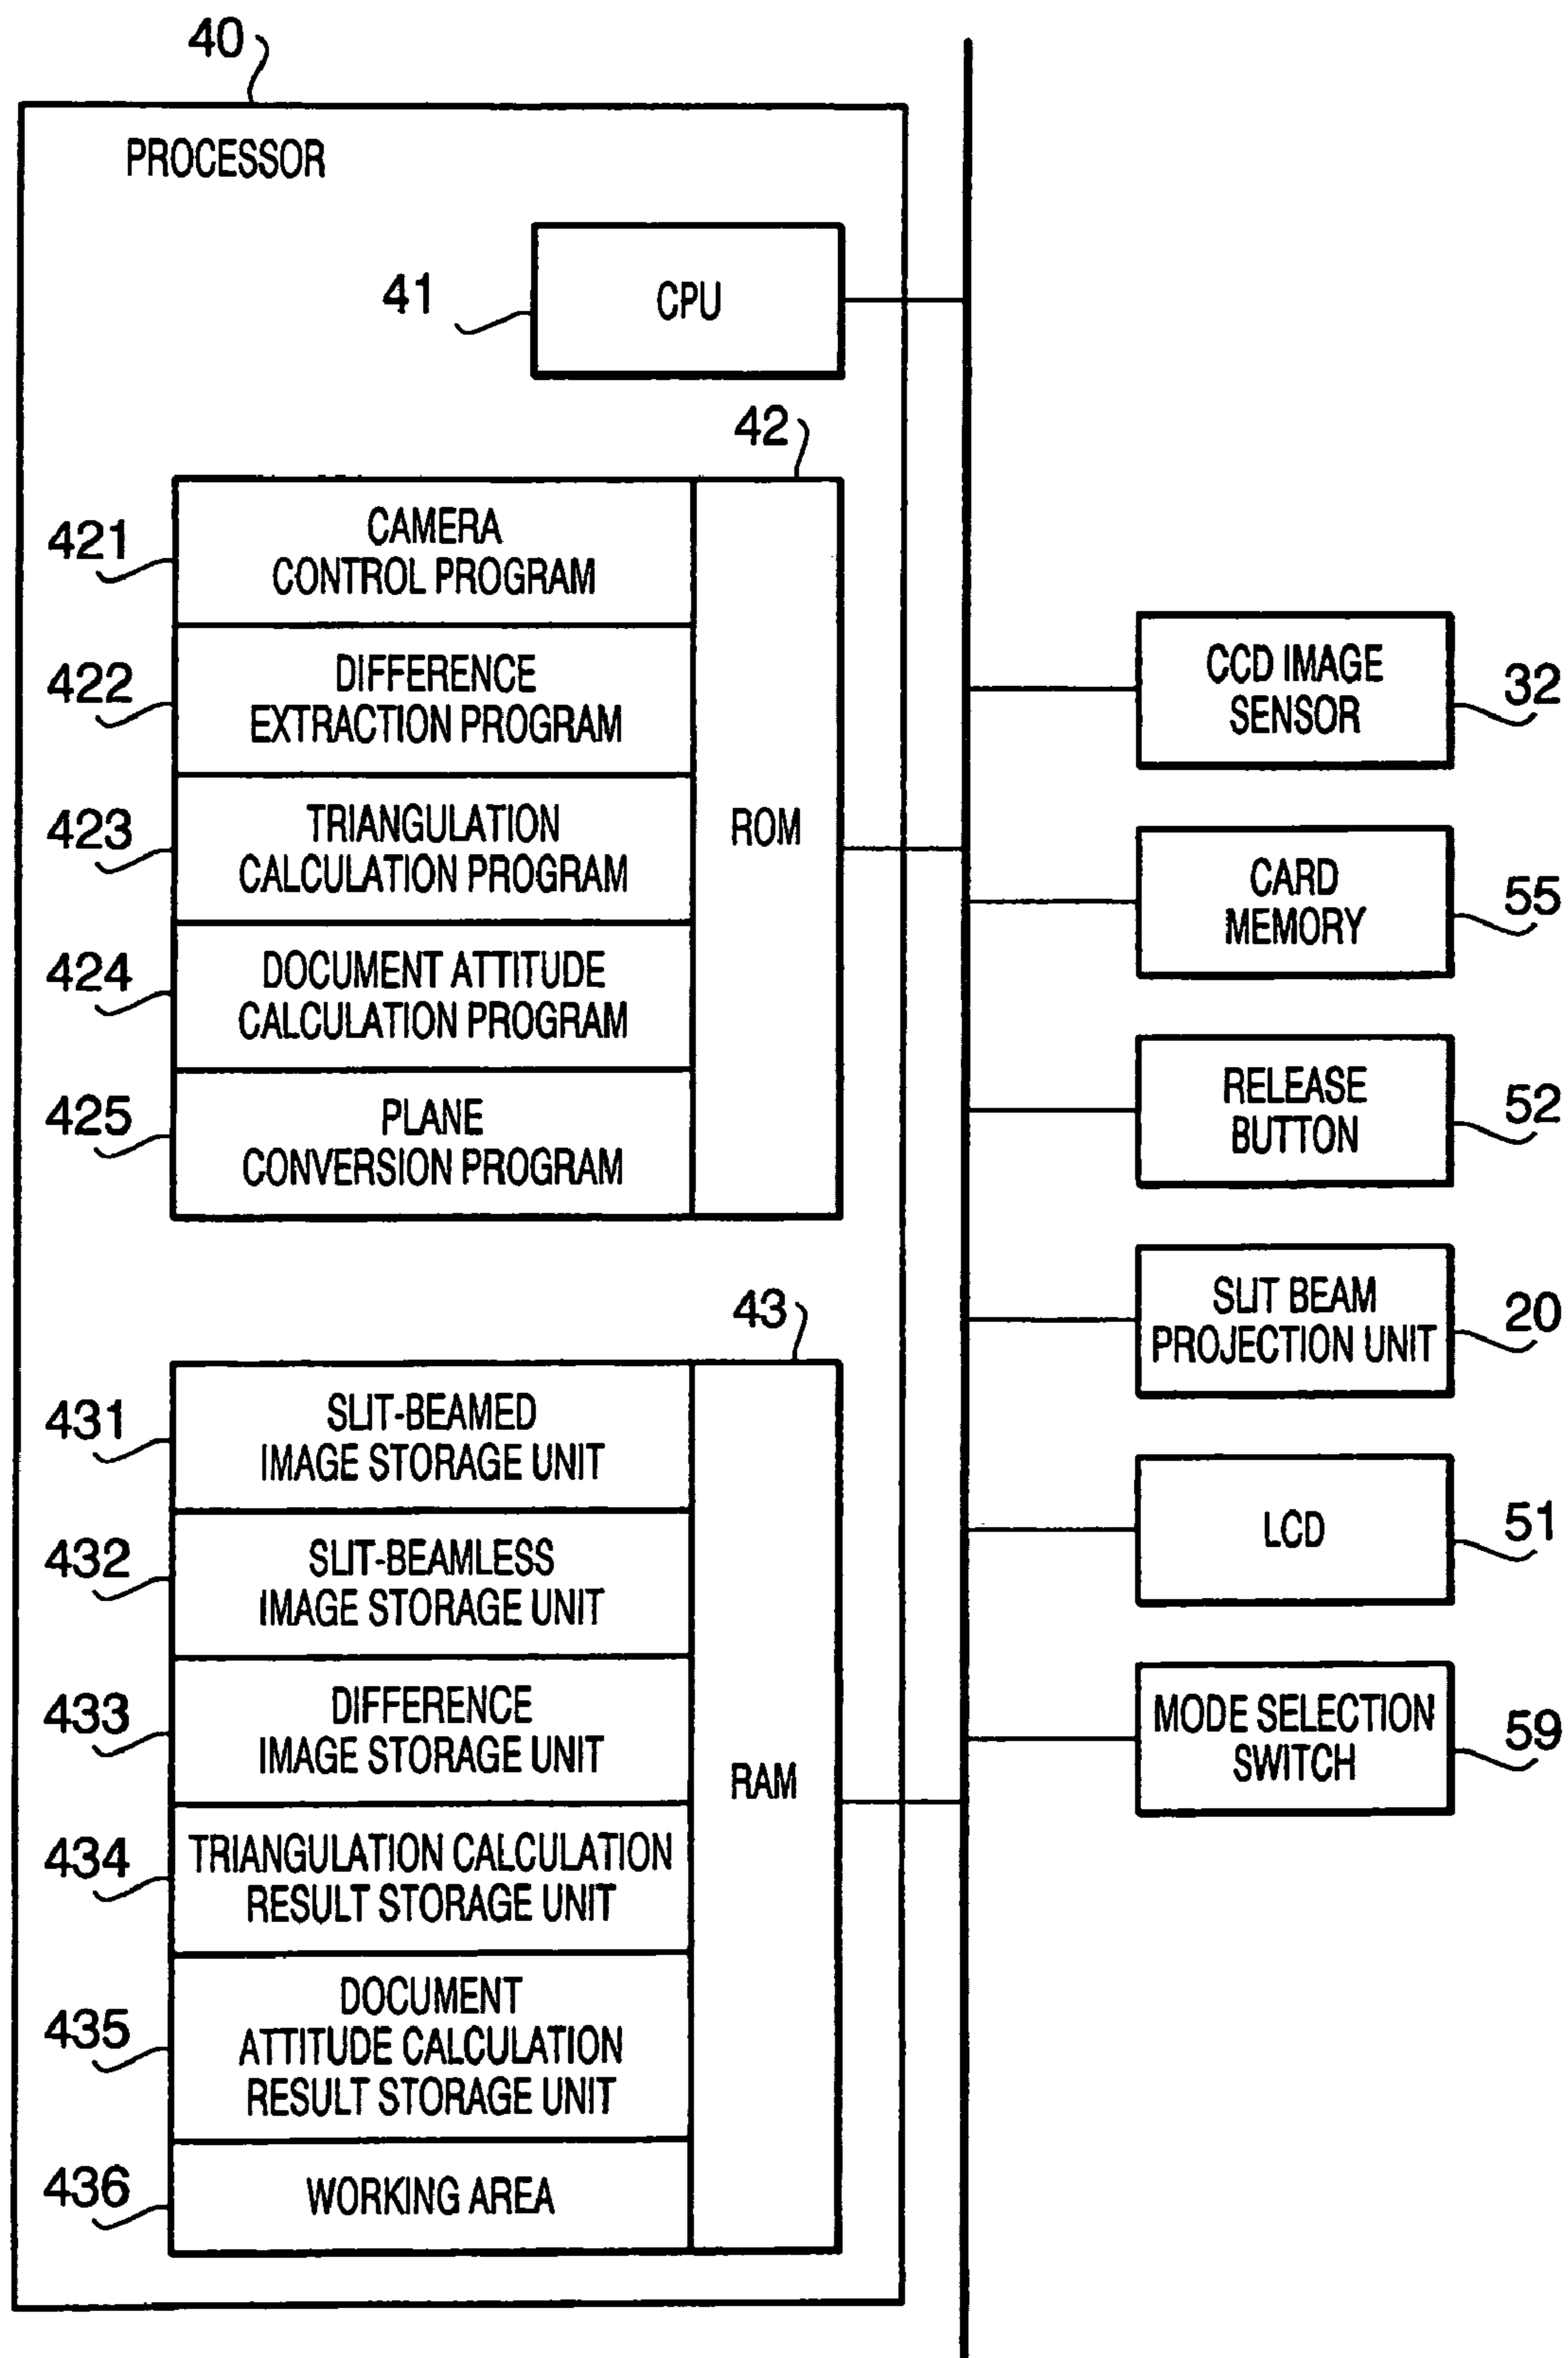 40
PROCESSOR
41
CPU
42
ROM
421
CAMERA
CONTROL PROGRAM
422
DIFFERENCE
EXTRACTION PROGRAM
423
TRIANGULATION
CALCULATION PROGRAM
424
DOCUMENT ATTITUDE
CALCULATION PROGRAM
425
PLANE
CONVERSION PROGRAM
43
RAM
431
SLIT-BEAMED
IMAGE STORAGE UNIT
432
SLIT-BEAMLESS
IMAGE STORAGE UNIT
433
DIFFERENCE
IMAGE STORAGE UNIT
434
TRIANGULATION CALCULATION
RESULT STORAGE UNIT
435
DOCUMENT
ATTITUDE CALCULATION
RESULT STORAGE UNIT
436
WORKING AREA
CCD IMAGE
SENSOR
32
CARD
MEMORY
55
RELEASE
BUTTON
52
SLIT BEAM
PROJECTION UNIT
20
LCD
51
MODE SELECTION
SWITCH
59